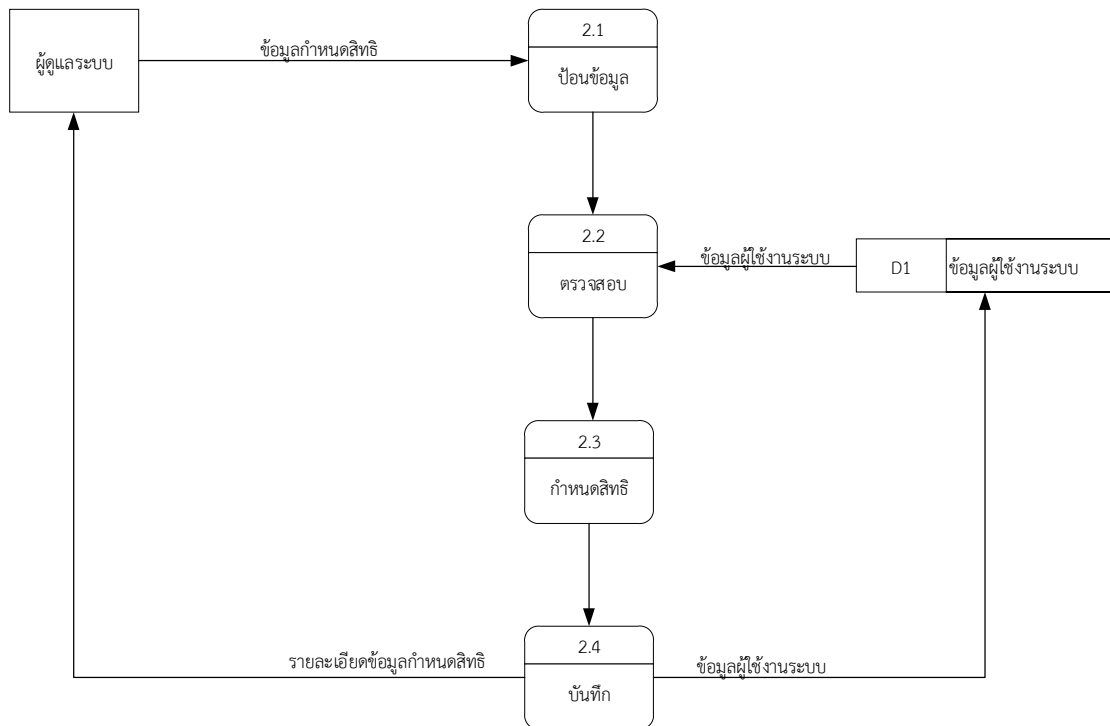 2.1
ผู้ดูแลระบบ
ข้อมูลกำหนดสิทธิ
ป้อนข้อมูล
2.2
ตรวจสอบ
ข้อมูลผู้ใช้งานระบบ
D1
ข้อมูลผู้ใช้งานระบบ
2.3
กำหนดสิทธิ
2.4
บันทึก
รายละเอียดข้อมูลกำหนดสิทธิ
ข้อมูลผู้ใช้งานระบบ